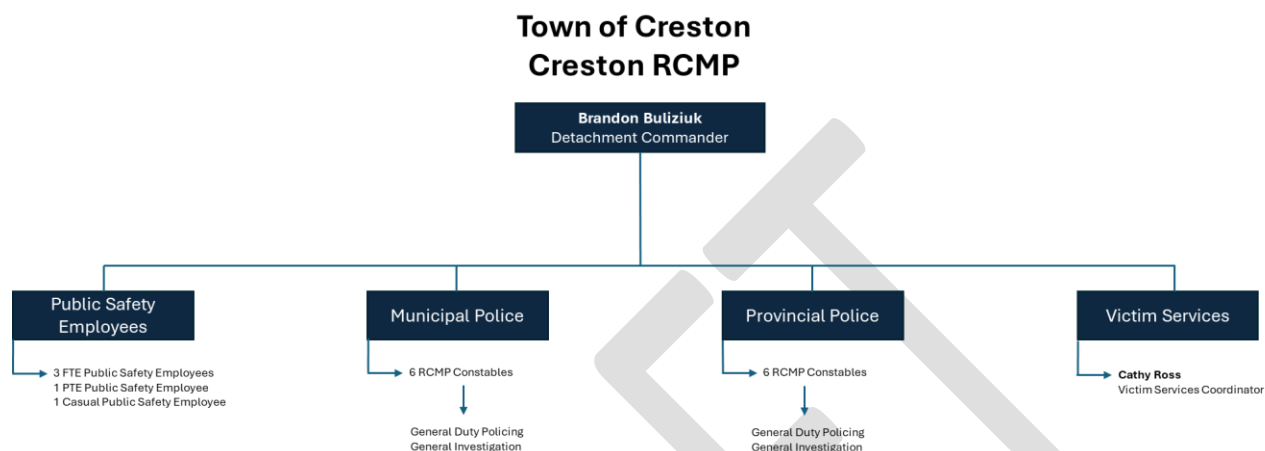 Town of Creston
Creston RCMP
Brandon Buliziuk
Detachment Commander
Public Safety
Employees
3 FTE Public Safety Employees
1 PTE Public Safety Employee
1 Casual Public Safety Employee
Municipal Police
6 RCMP Constables
General Duty Policing
General Investigation
Provincial Police
6 RCMP Constables
General Duty Policing
General Investigation
Victim Services
Cathy Ross
Victim Services Coordinator